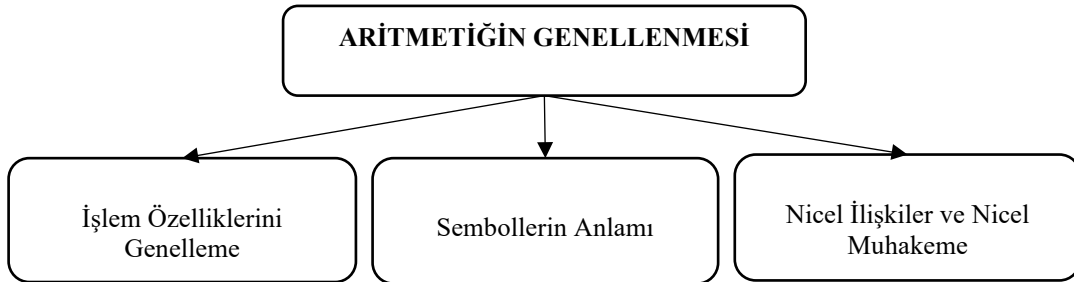 ARİTMETİĞİN GENELLENMESİ
İşlem Özelliklerini
Genelleme
Sembollerin Anlamı
Nicel İlişkiler ve Nicel
Muhakeme